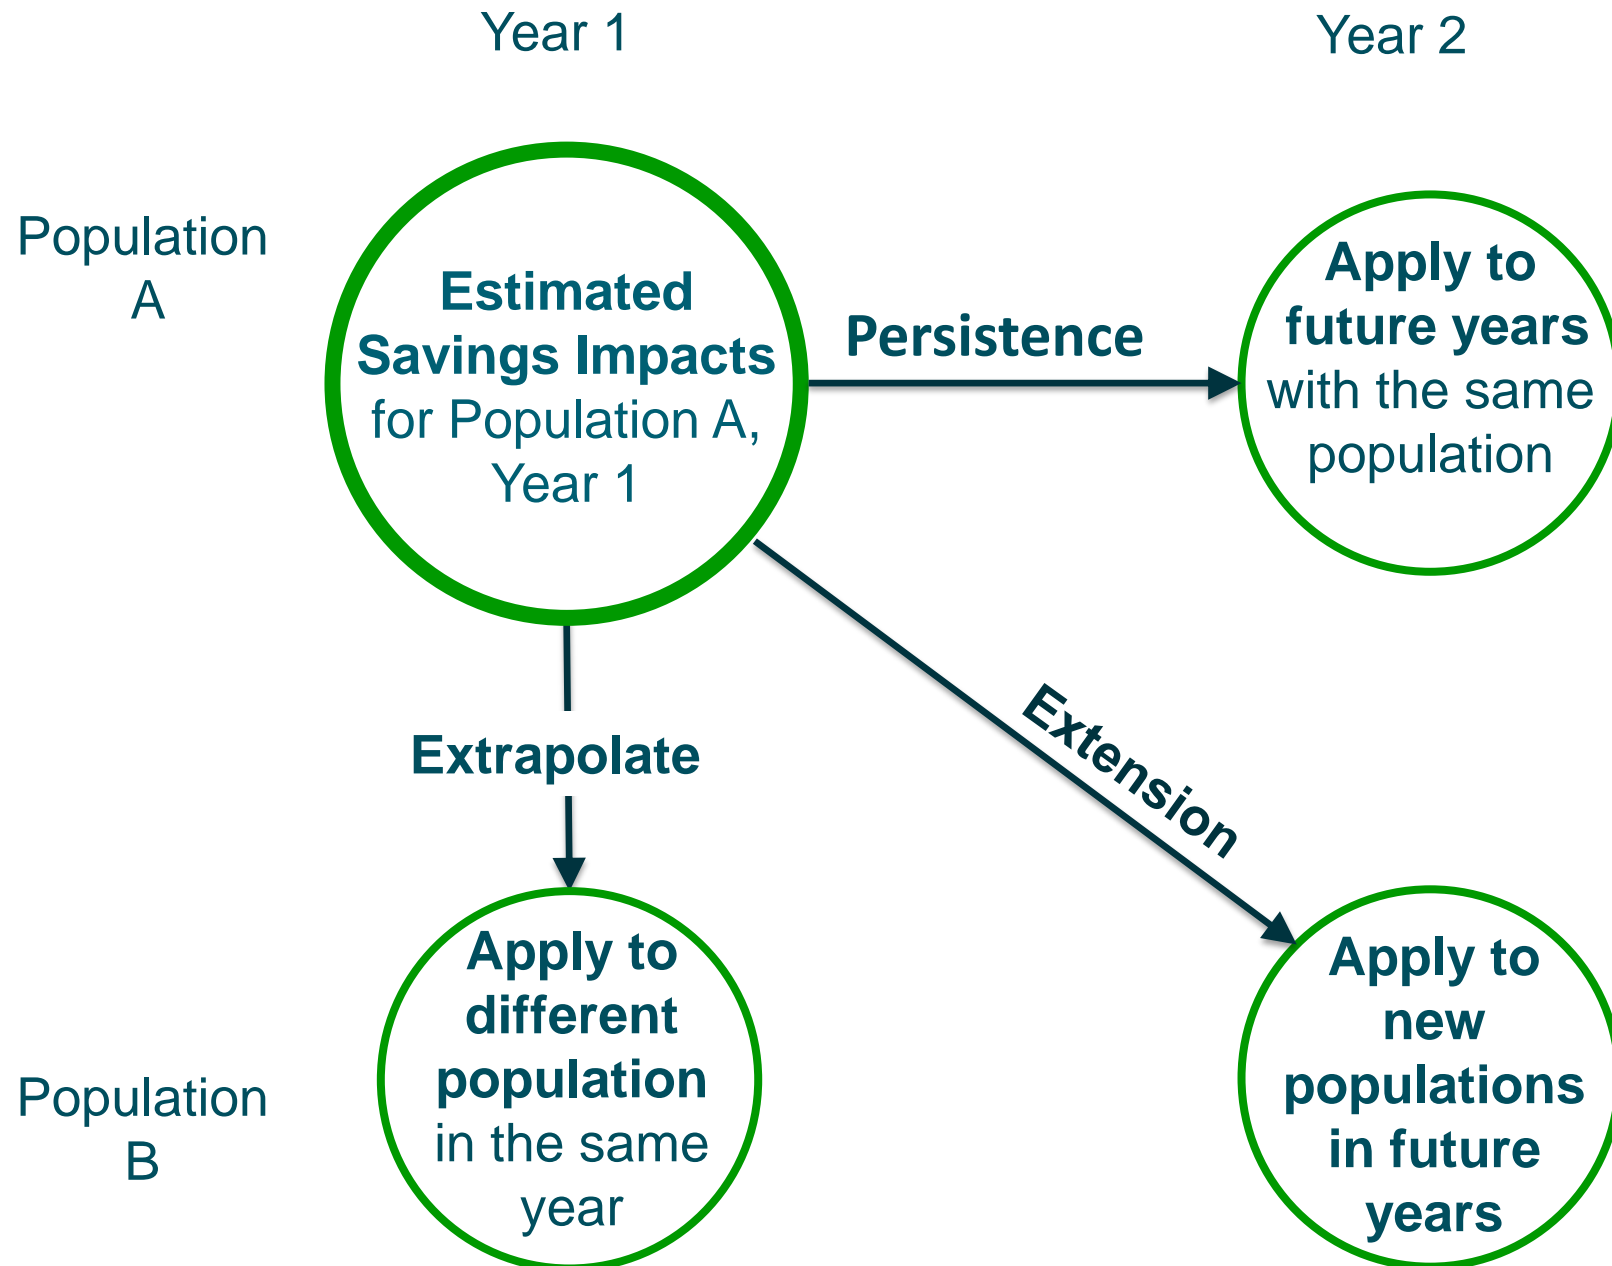 Year 1
Year 2
Population
A
Estimated
Savings Impacts
for Population A,
Year 1
Persistence
Apply to
future years
with the same
population
Extrapolate
Extension
Population
B
Apply to
different
population
in the same
year
Apply to
new
populations
in future
years